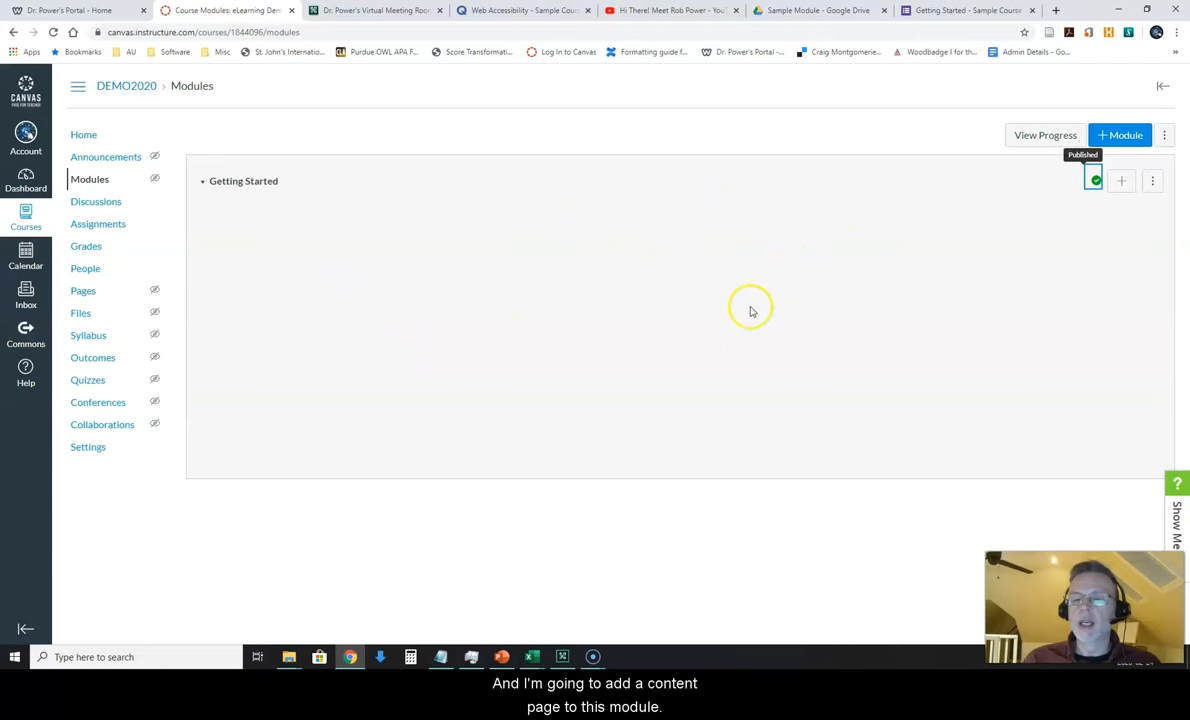 Dr. Power's Portal - Home
Course Modules: eLearning Dem
Dr. Power's Virtual Meeting Room
Web Accessibility - Sample Cou
Hi There! Meet Rob Power - You
Sample Module - Google Drive
Getting Started - Sample Course
canvas.instructure.com/courses/1844096/modules
Apps
Bookmarks
AU
Software
Misc
St. John's Internatio...
Purdue OWL APA F...
Score Transformati...
Log In to Canvas
Formatting guide f...
Dr. Power's Portal -...
Craig Montgomerie...
Woodbadge I for th...
Admin Details - Go...
CANVAS
FREE FOR TEACHER
DEMO2020 › Modules
Account
Dashboard
Courses
Calendar
Inbox
Commons
Help
Home
Announcements
Modules
Discussions
Assignments
Grades
People
Pages
Files
Syllabus
Outcomes
Quizzes
Conferences
Collaborations
Settings
View Progress
+ Module
Published
Getting Started
?
Show Me
Type here to search
And I'm going to add a content
page to this module.